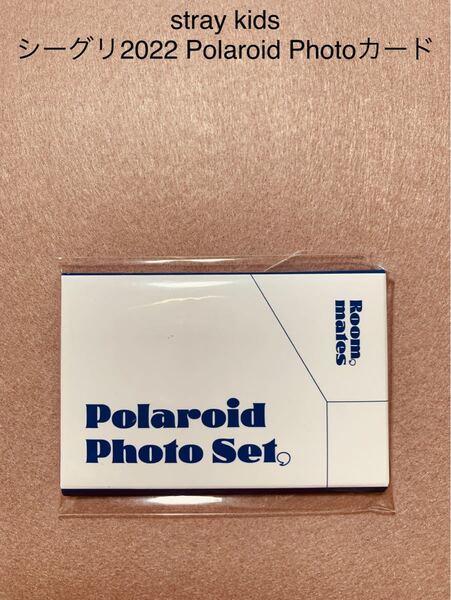 stray kids
シーグリ2022 Polaroid Photoカード
Room,
mates
Polaroid
Photo Set,